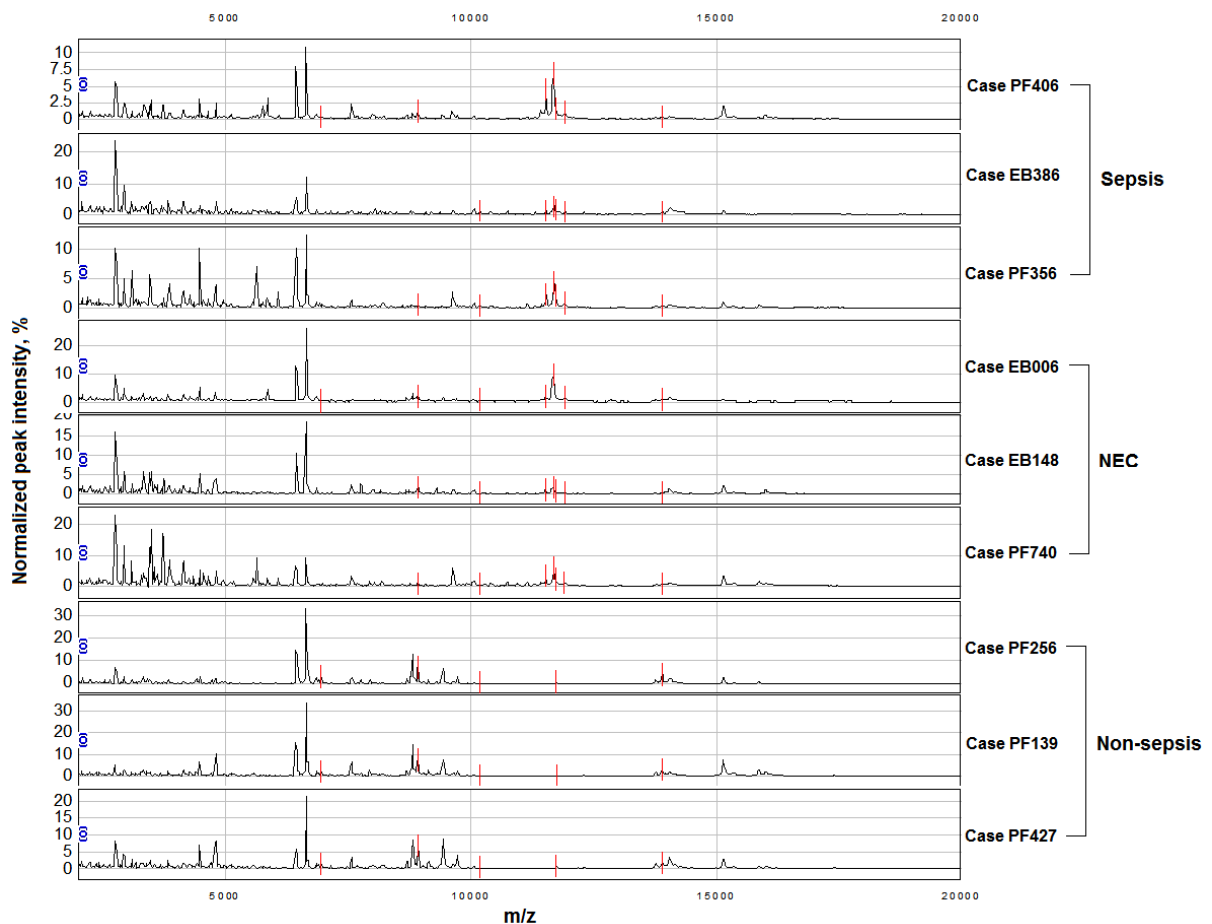 5000 10000 15000 20000
10
7.5
5
2.5
0
Case PF406
20
10
0
Case EB386
Sepsis
10
5
0
Case PF356
20
10
0
Case EB006
20
15
10
5
0
Case EB148
NEC
20
10
0
Case PF740
30
20
10
0
Case PF256
30
20
10
0
Case PF139
Non-sepsis
20
15
10
5
0
Case PF427
Normalized peak intensity, %
5000 10000 15000 20000
m/z